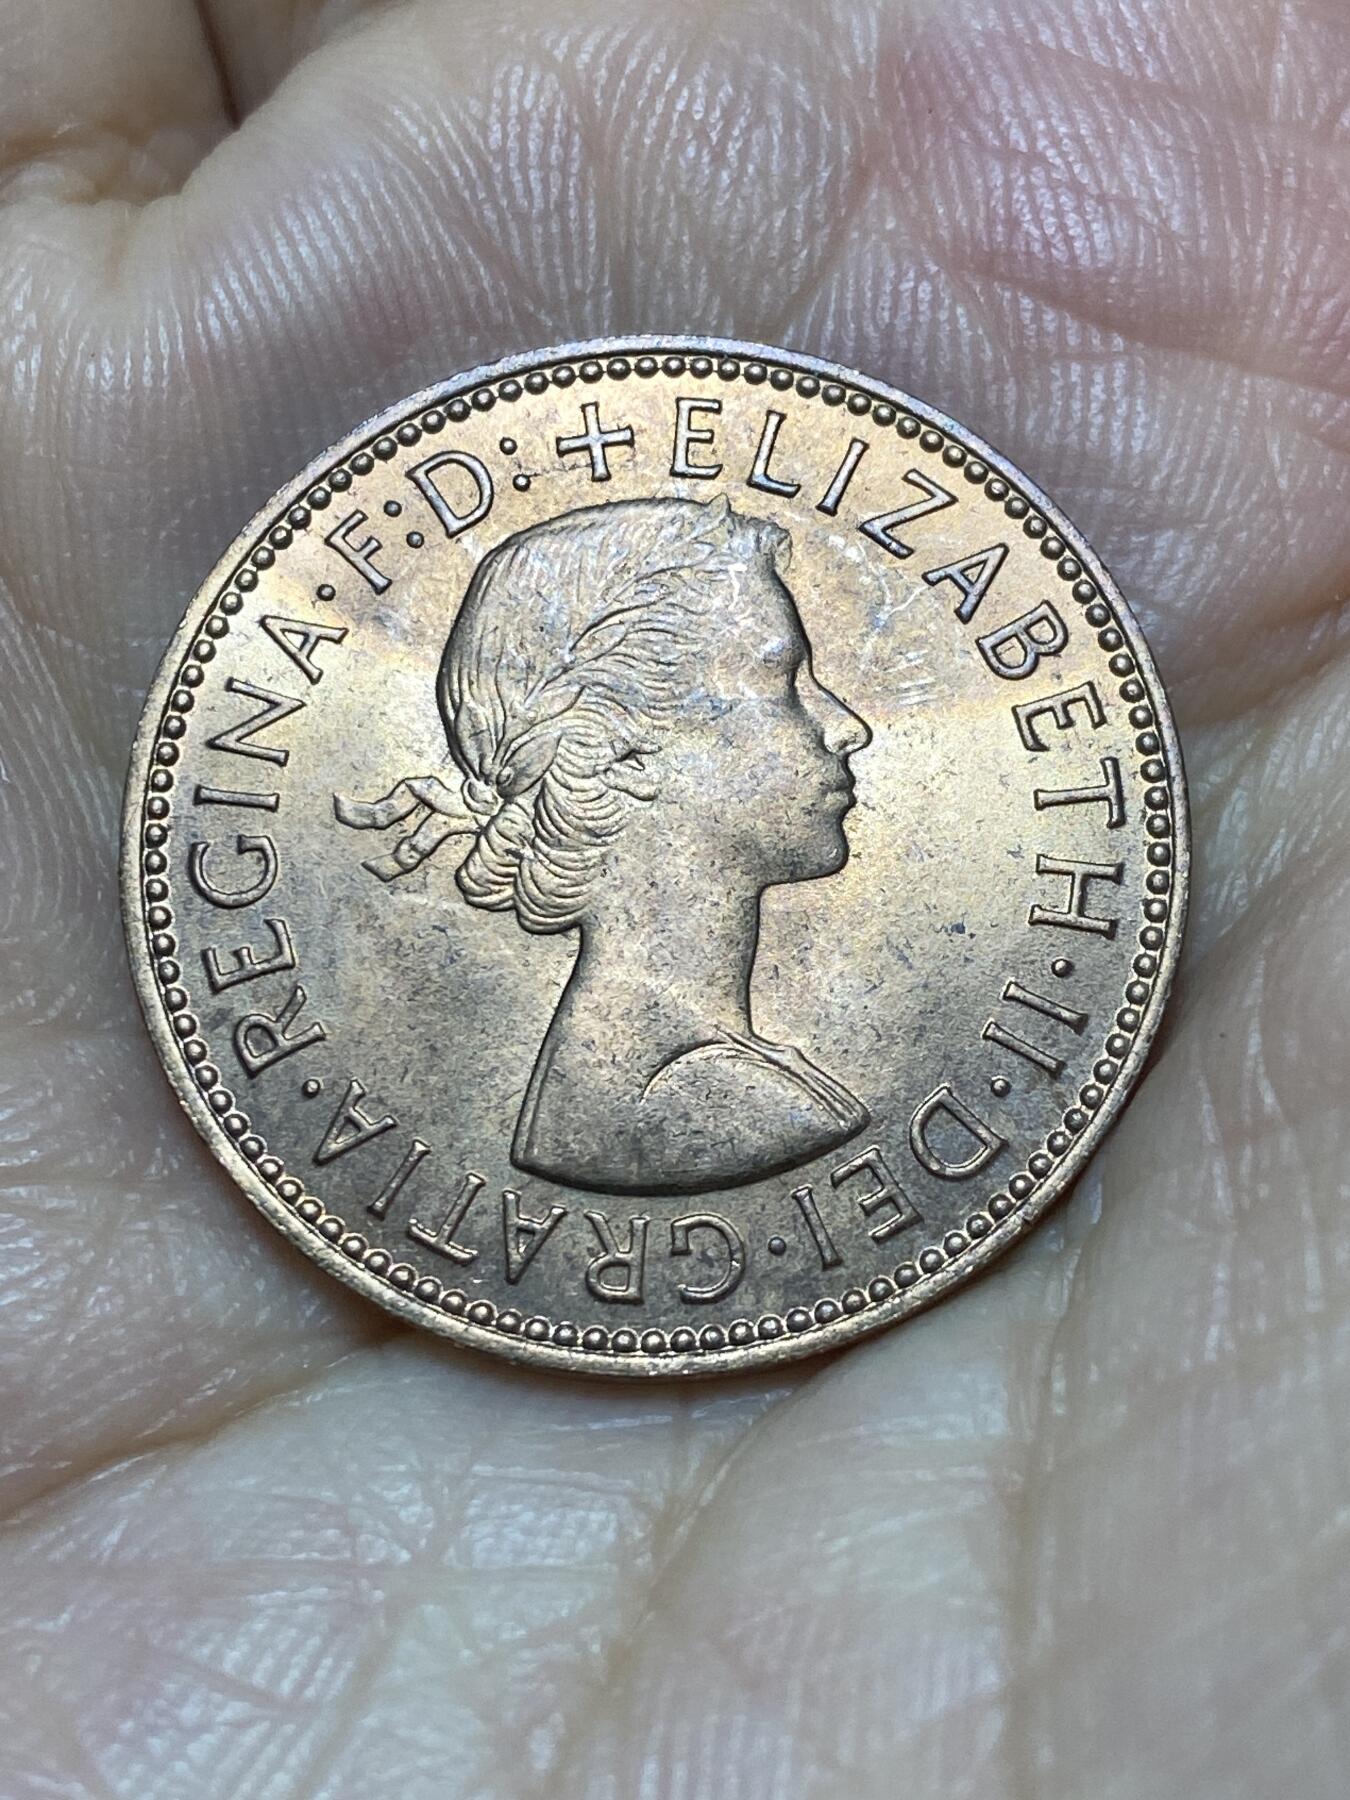 + ELIZABETH · II · DEI · GRATIA · REGINA · F : D :